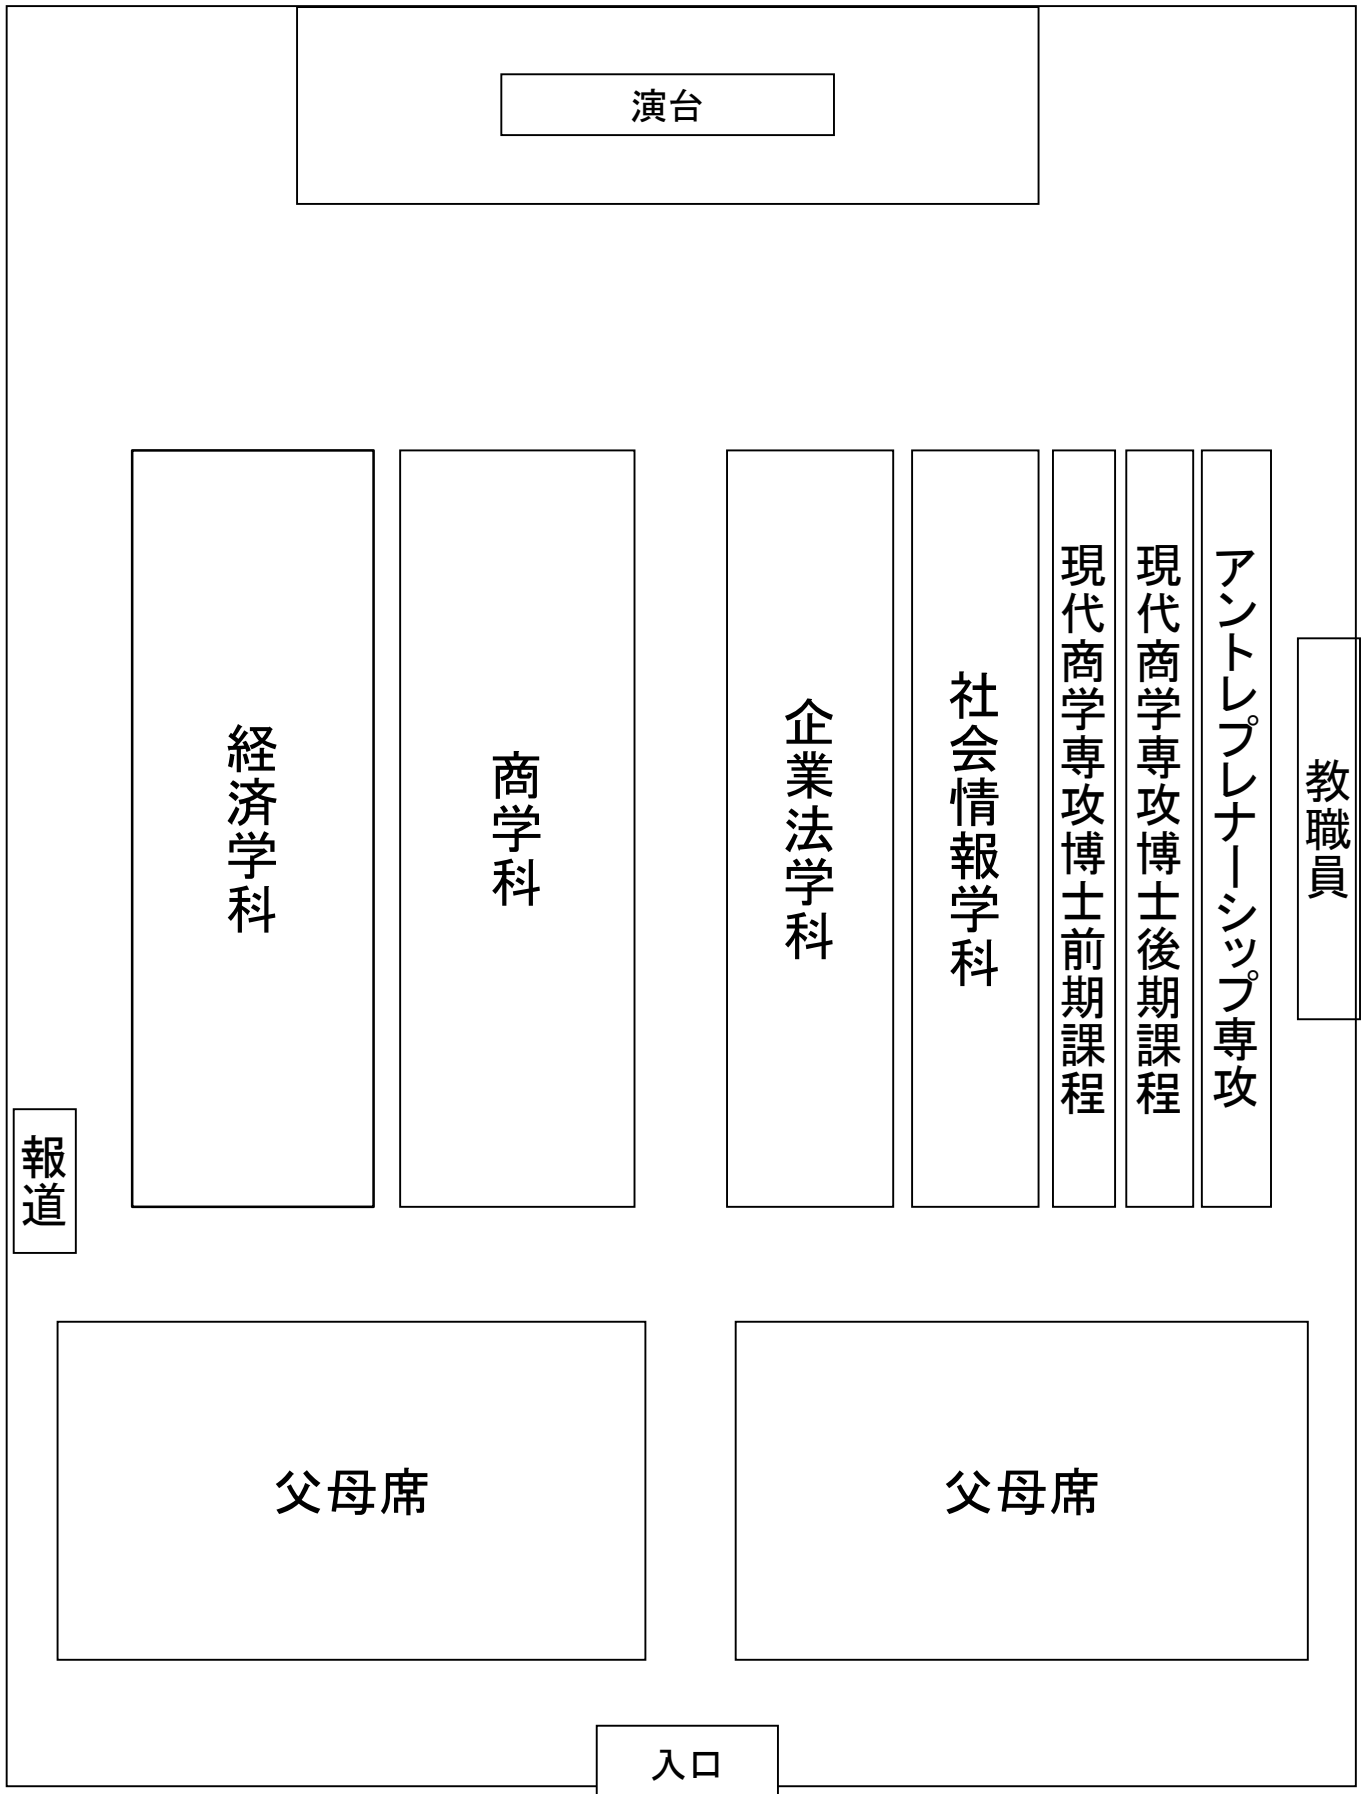 演台
経済学科
商学科
企業法学科
社会情報学科
現代商学専攻博士前期課程
現代商学専攻博士後期課程
アントレプレナーシップ専攻
教職員
報道
父母席
父母席
入口